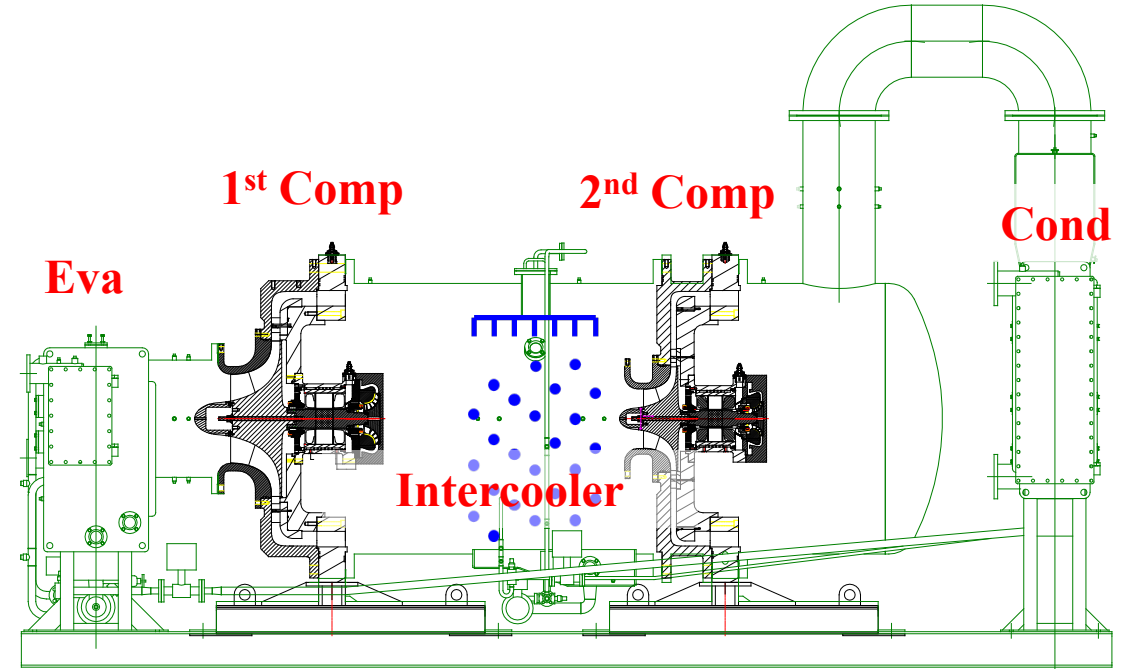 1st Comp
2nd Comp
Cond
Eva
Intercooler